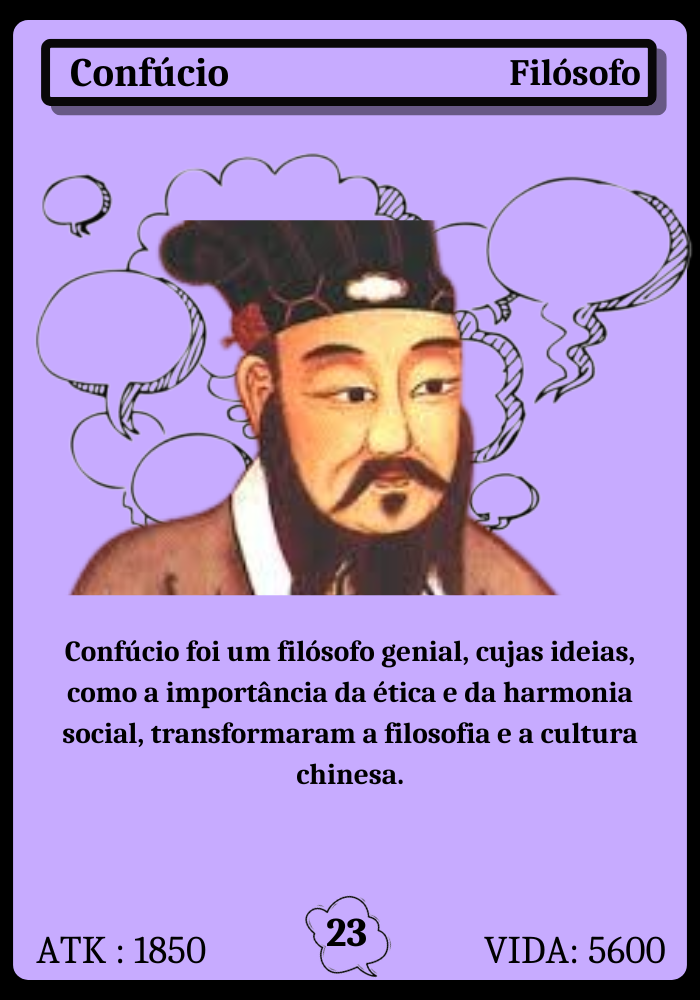 Confúcio Filósofo
Confúcio foi um filósofo genial, cujas ideias,
como a importância da ética e da harmonia
social, transformaram a filosofia e a cultura
chinesa.
ATK : 1850 23 VIDA: 5600